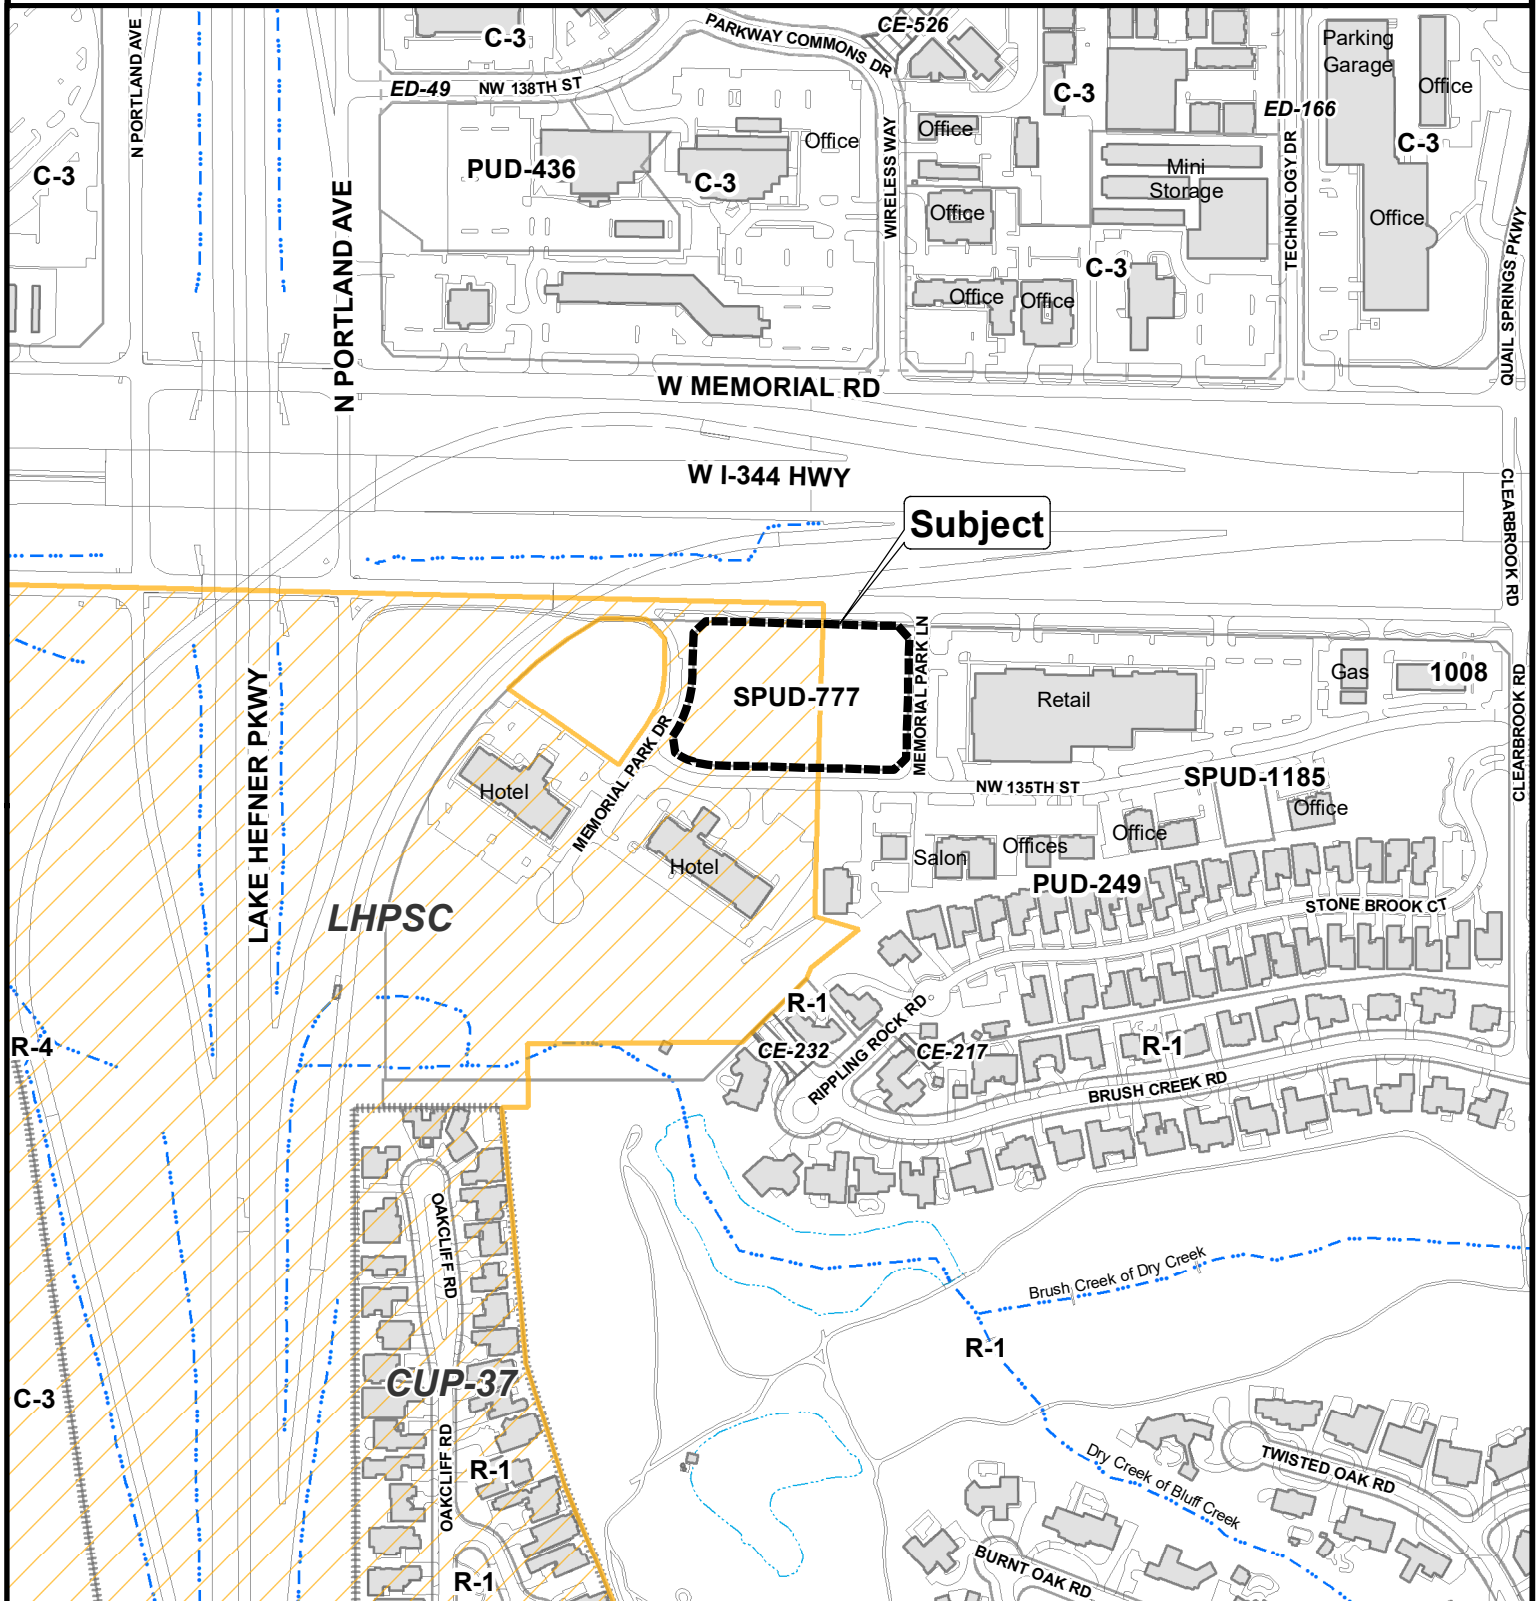 N PORTLAND AVE
C-3
PARKWAY COMMONS DR
CE-526
Parking
Garage
Office
ED-49
NW 138TH ST
C-3
ED-166
Office
Office
C-3
PUD-436
C-3
C-3
Mini
Storage
WIRELESS WAY
TECHNOLOGY DR
Office
Office
N PORTLAND AVE
C-3
Office
Office
QUAIL SPRINGS PKWY
W MEMORIAL RD
W I-344 HWY
CLEARBROOK RD
Subject
MEMORIAL PARK LN
Gas
1008
SPUD-777
Retail
LAKE HEFNER PKWY
MEMORIAL PARK DR
CLEARBROOK RD
NW 135TH ST
SPUD-1185
Hotel
Office
Office
Hotel
Salon
Offices
PUD-249
LHPSC
STONE BROOK CT
R-1
RIPPLING ROCK RD
R-4
CE-232
CE-217
R-1
BRUSH CREEK RD
OAKCLIFF RD
Brush Creek of Dry Creek
R-1
CUP-37
C-3
OAKCLIFF RD
R-1
Dry Creek of Bluff Creek
TWISTED OAK RD
R-1
BURNT OAK RD